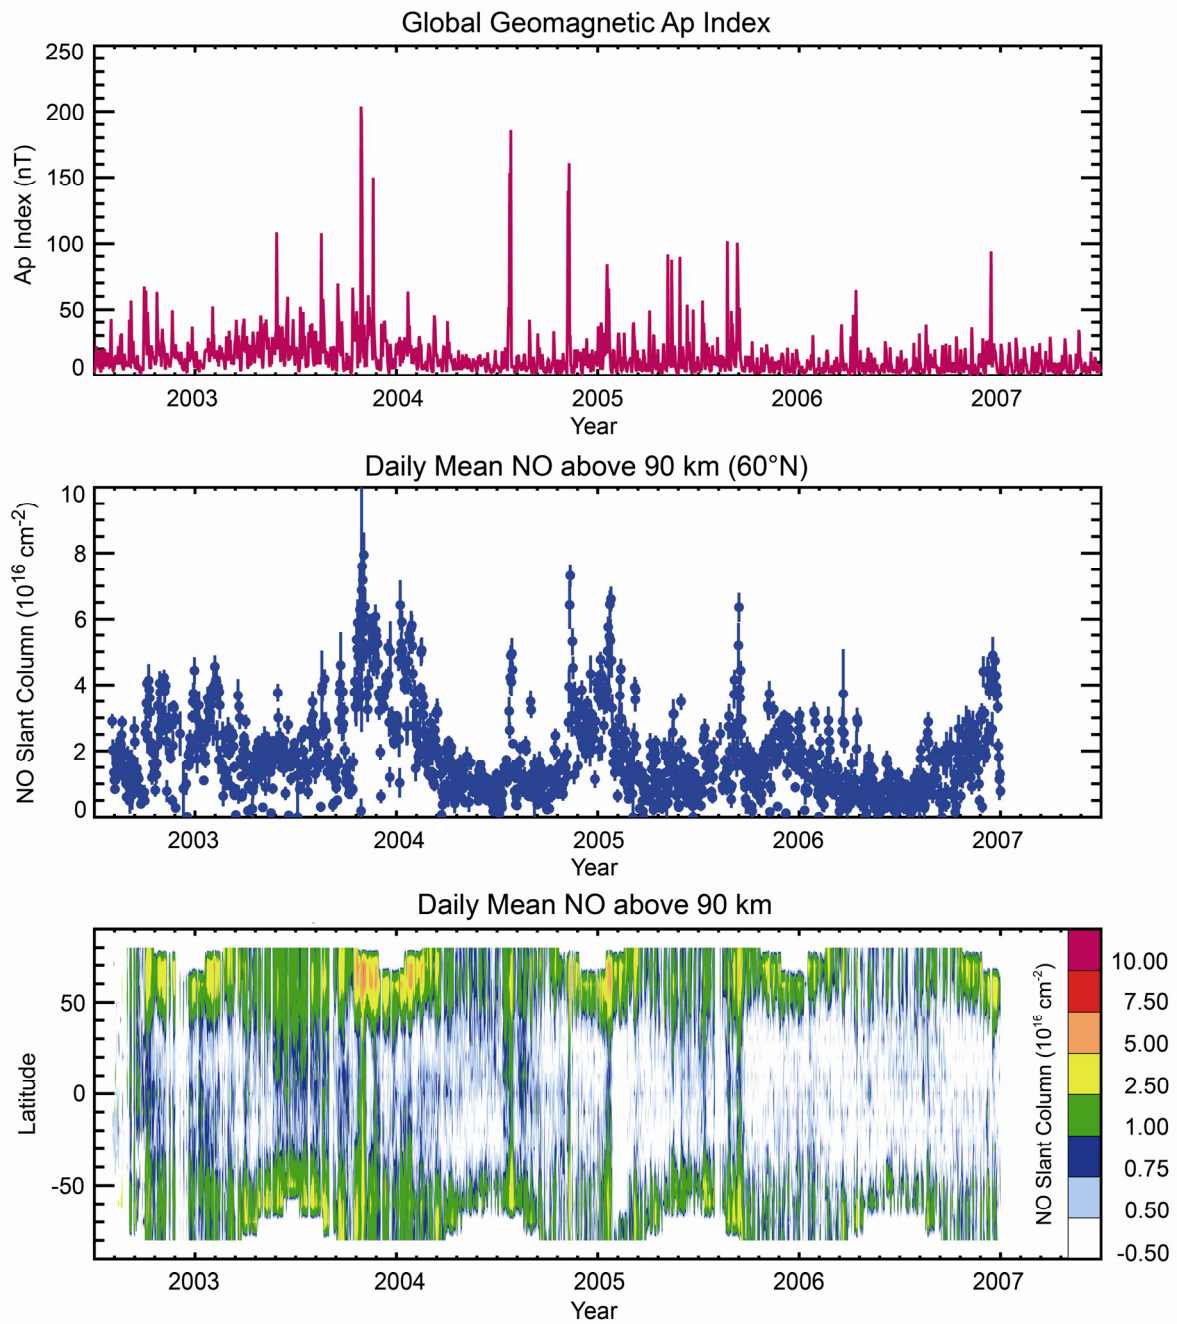 Global Geomagnetic Ap Index
250
200
150
100
50
0
Ap Index (nT)
2003 2004 2005 2006 2007
Year
Daily Mean NO above 90 km (60°N)
10
8
6
4
2
0
NO Slant Column (10¹⁶ cm⁻²)
2003 2004 2005 2006 2007
Year
Daily Mean NO above 90 km
50
0
-50
Latitude
2003 2004 2005 2006 2007
Year
NO Slant Column (10¹⁶ cm⁻²)
10.00
7.50
5.00
2.50
1.00
0.75
0.50
-0.50